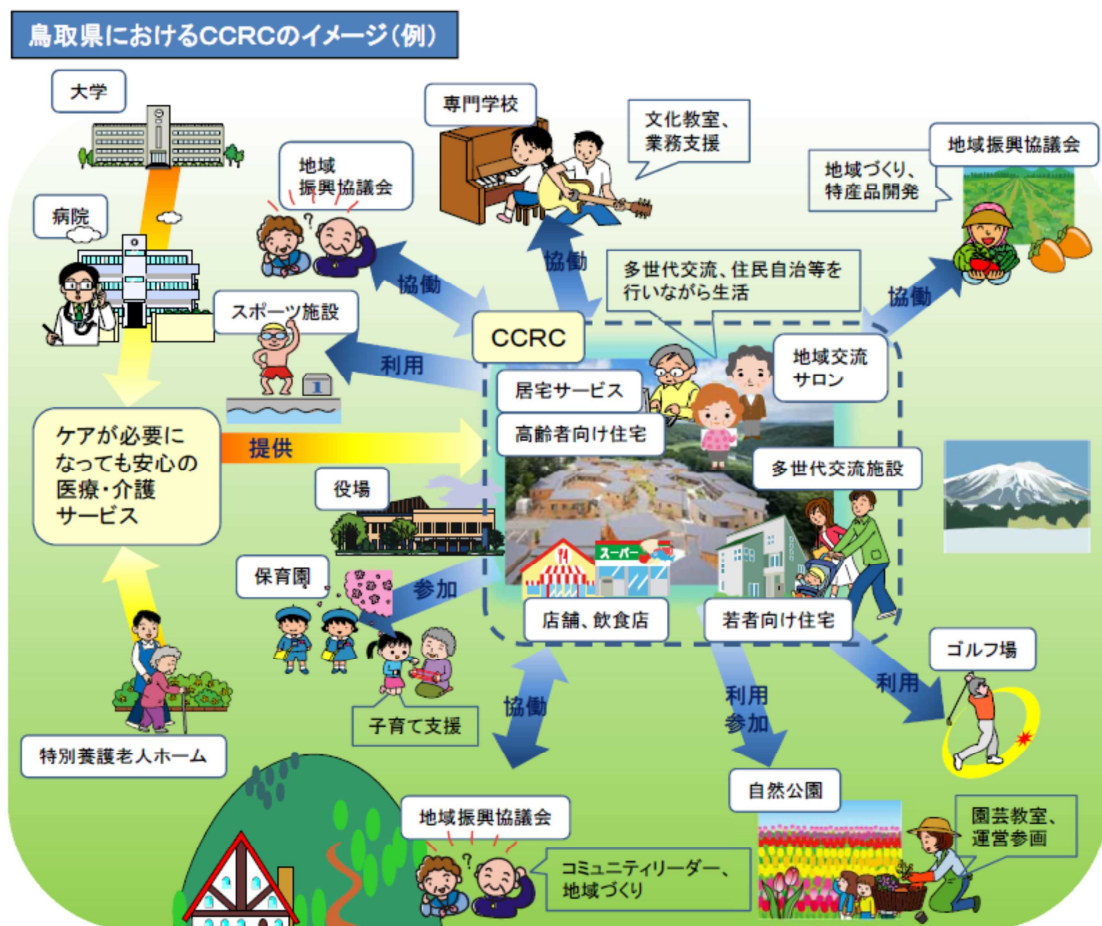 鳥取県におけるCCRCのイメージ(例)
大学
専門学校
文化教室、
業務支援
地域振興協議会
地域づくり、
特産品開発
地域
振興協議会
病院
協働
協働
協働
多世代交流、住民自治等を
行いながら生活
スポーツ施設
利用
CCRC
地域交流
サロン
居宅サービス
高齢者向け住宅
ケアが必要に
なっても安心の
医療・介護
サービス
提供
役場
多世代交流施設
スーパー
保育園
参加
店舗、飲食店
若者向け住宅
ゴルフ場
利用
利用
参加
協働
子育て支援
特別養護老人ホーム
自然公園
園芸教室、
運営参画
地域振興協議会
コミュニティリーダー、
地域づくり